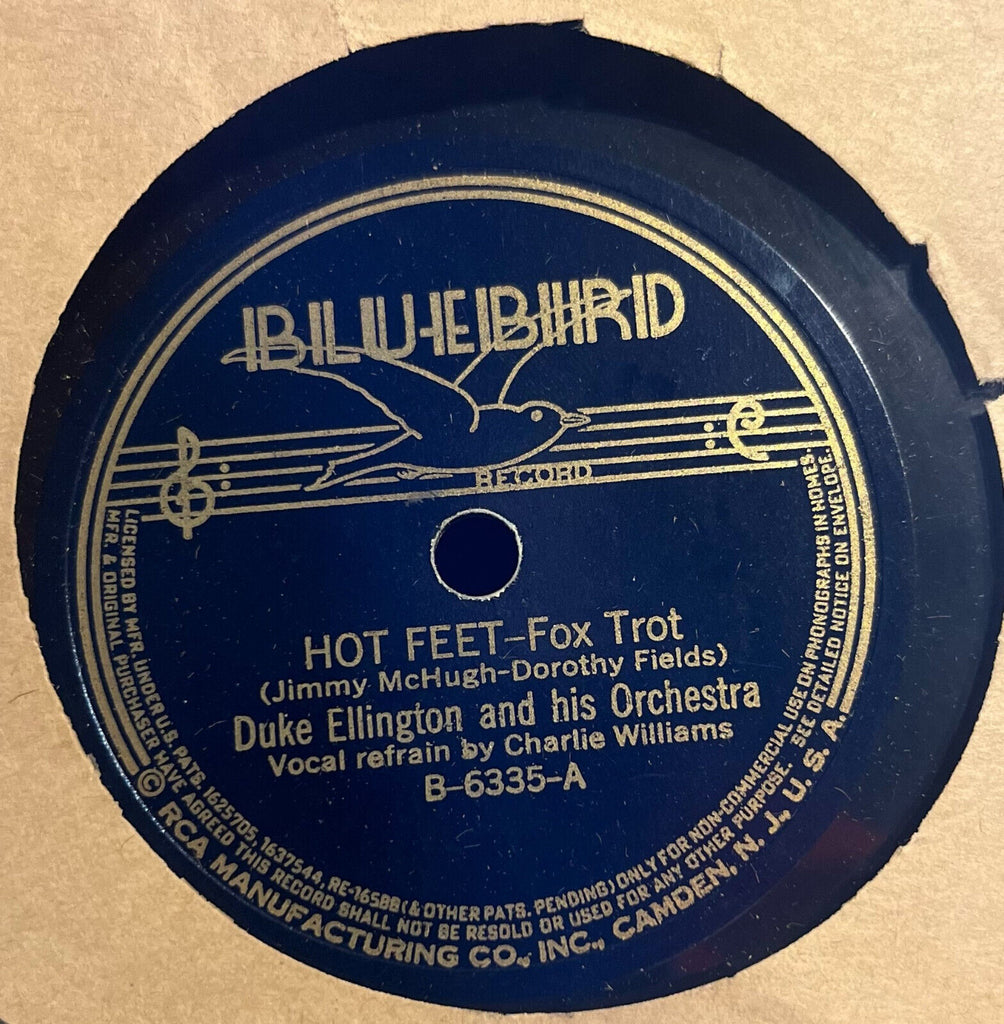 BLUEBIRD
RECORD
HOT FEET–Fox Trot
(Jimmy McHugh-Dorothy Fields)
Duke Ellington and his Orchestra
Vocal refrain by Charlie Williams
B-6335-A
LICENSED BY MFR. UNDER U.S. PATS. 1625705, 1637544, RE-16588 (& OTHER PATS. PENDING) ONLY FOR NON-COMMERCIAL USE ON PHONOGRAPHS IN HOMES.
MFR. & ORIGINAL PURCHASER HAVE AGREED THIS RECORD SHALL NOT BE RESOLD OR USED FOR ANY OTHER PURPOSE. SEE DETAILED NOTICE ON ENVELOPE.
© RCA MANUFACTURING CO., INC., CAMDEN, N. J., U. S. A.